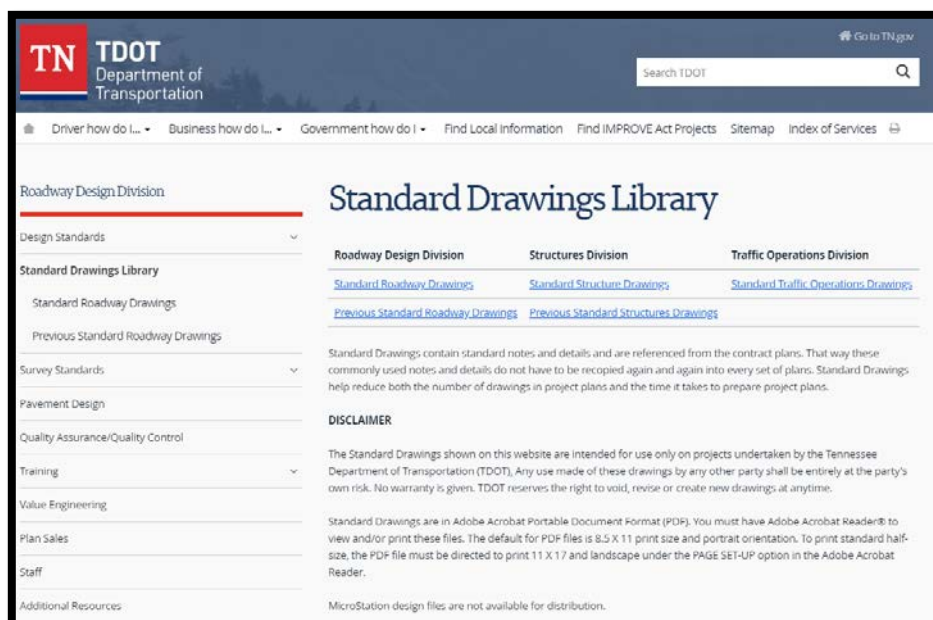 TN
TDOT
Department of
Transportation
Go to TN.gov
Search TDOT
Driver how do I... Business how do I... Government how do I Find Local Information Find IMPROVE Act Projects Sitemap Index of Services
Roadway Design Division
Design Standards
Standard Drawings Library
Standard Roadway Drawings
Previous Standard Roadway Drawings
Survey Standards
Pavement Design
Quality Assurance/Quality Control
Training
Value Engineering
Plan Sales
Staff
Additional Resources
Standard Drawings Library
Roadway Design Division Structures Division Traffic Operations Division
Standard Roadway Drawings Standard Structure Drawings Standard Traffic Operations Drawings
Previous Standard Roadway Drawings Previous Standard Structures Drawings
Standard Drawings contain standard notes and details and are referenced from the contract plans. That way these
commonly used notes and details do not have to be recopied again and again into every set of plans. Standard Drawings
help reduce both the number of drawings in project plans and the time it takes to prepare project plans.
DISCLAIMER
The Standard Drawings shown on this website are intended for use only on projects undertaken by the Tennessee
Department of Transportation (TDOT), Any use made of these drawings by any other party shall be entirely at the party's
own risk. No warranty is given. TDOT reserves the right to void, revise or create new drawings at anytime.
Standard Drawings are in Adobe Acrobat Portable Document Format (PDF). You must have Adobe Acrobat Reader® to
view and/or print these files. The default for PDF files is 8.5 X 11 print size and portrait orientation. To print standard half-
size, the PDF file must be directed to print 11 X 17 and landscape under the PAGE SET-UP option in the Adobe Acrobat
Reader.
MicroStation design files are not available for distribution.